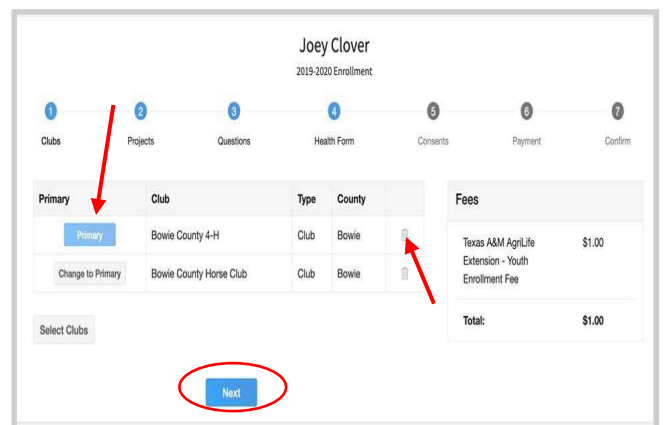 Joey Clover
2019-2020 Enrollment
1 2 3 4 5 6 7
Clubs Projects Questions Health Form Consents Payment Confirm
Primary Club Type County
Primary Bowie County 4-H Club Bowie
Change to Primary Bowie County Horse Club Club Bowie
Select Clubs
Next
Fees
Texas A&M AgriLife $1.00
Extension - Youth
Enrollment Fee
Total: $1.00